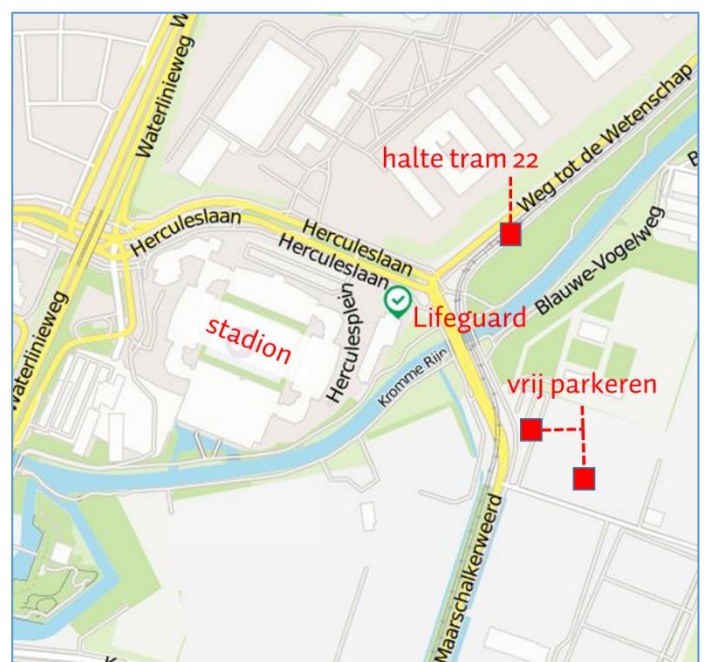 W
Waterlinieweg
halte tram 22
Weg tot de Wetenschap
B
Herculeslaan
Herculeslaan
Herculeslaan
Blauwe-Vogelweg
Waterlinieweg
stadion
Herculesplein
Lifeguard
Kromme Rijn
vrij parkeren
Maarschalkerweerd
K